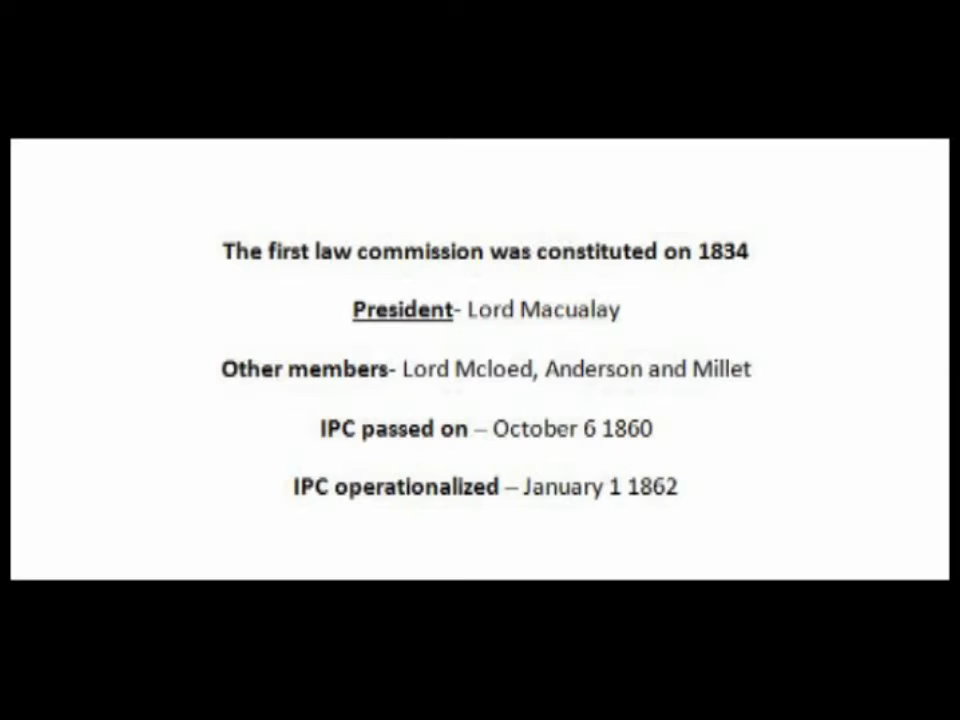 The first law commission was constituted on 1834
President- Lord Macualay
Other members- Lord Mcloed, Anderson and Millet
IPC passed on – October 6 1860
IPC operationalized – January 1 1862